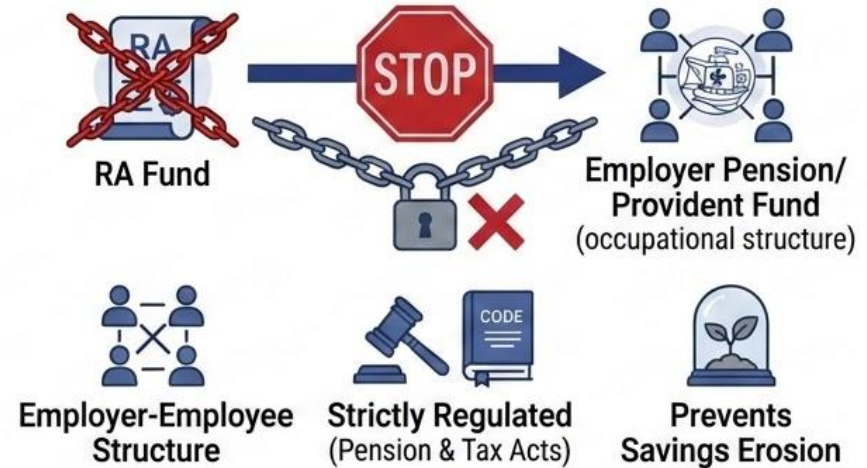 RA
STOP
RA Fund
Employer Pension/
Provident Fund
(occupational structure)
CODE
Employer-Employee
Structure
Strictly Regulated
(Pension & Tax Acts)
Prevents
Savings Erosion